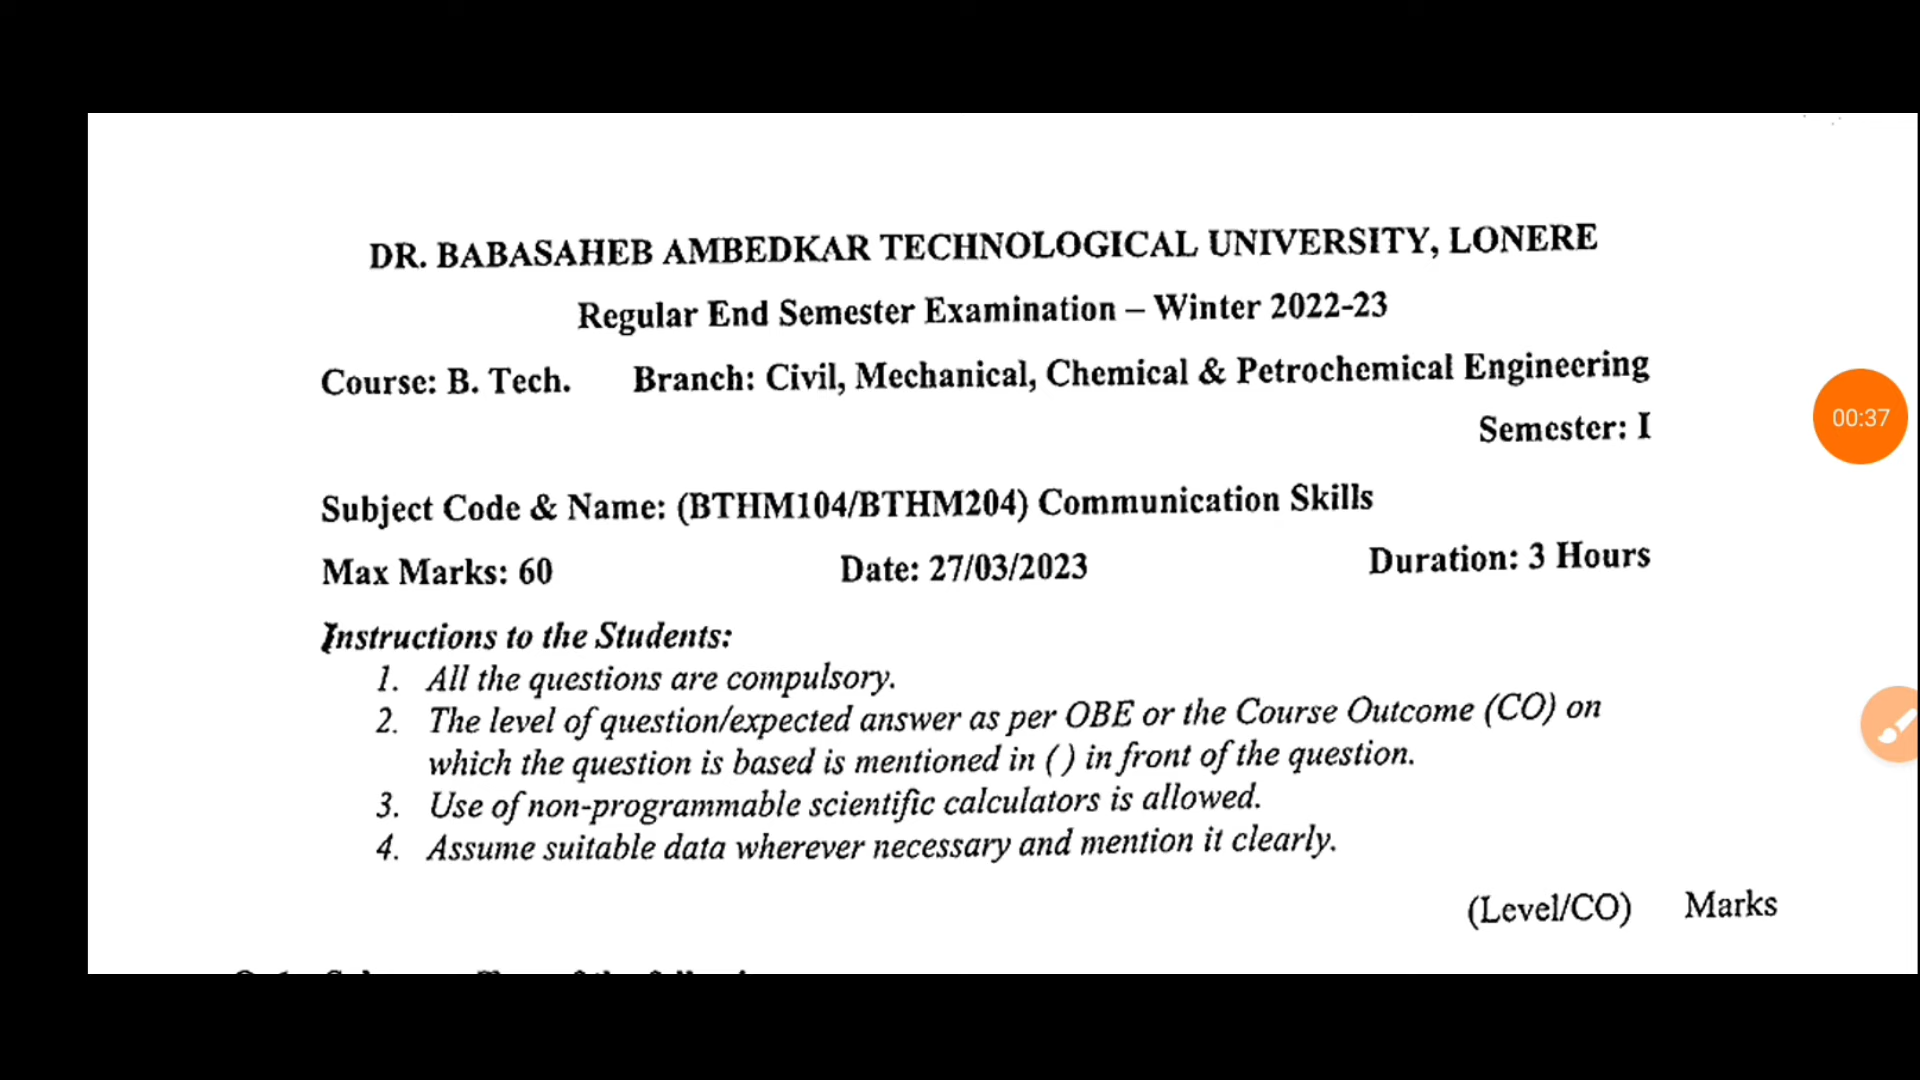 DR. BABASAHEB AMBEDKAR TECHNOLOGICAL UNIVERSITY, LONERE
Regular End Semester Examination – Winter 2022-23
Course: B. Tech. Branch: Civil, Mechanical, Chemical & Petrochemical Engineering
Semester: I
Subject Code & Name: (BTHM104/BTHM204) Communication Skills
Max Marks: 60 Date: 27/03/2023 Duration: 3 Hours
Instructions to the Students:
1. All the questions are compulsory.
2. The level of question/expected answer as per OBE or the Course Outcome (CO) on
which the question is based is mentioned in ( ) in front of the question.
3. Use of non-programmable scientific calculators is allowed.
4. Assume suitable data wherever necessary and mention it clearly.
(Level/CO) Marks
00:37